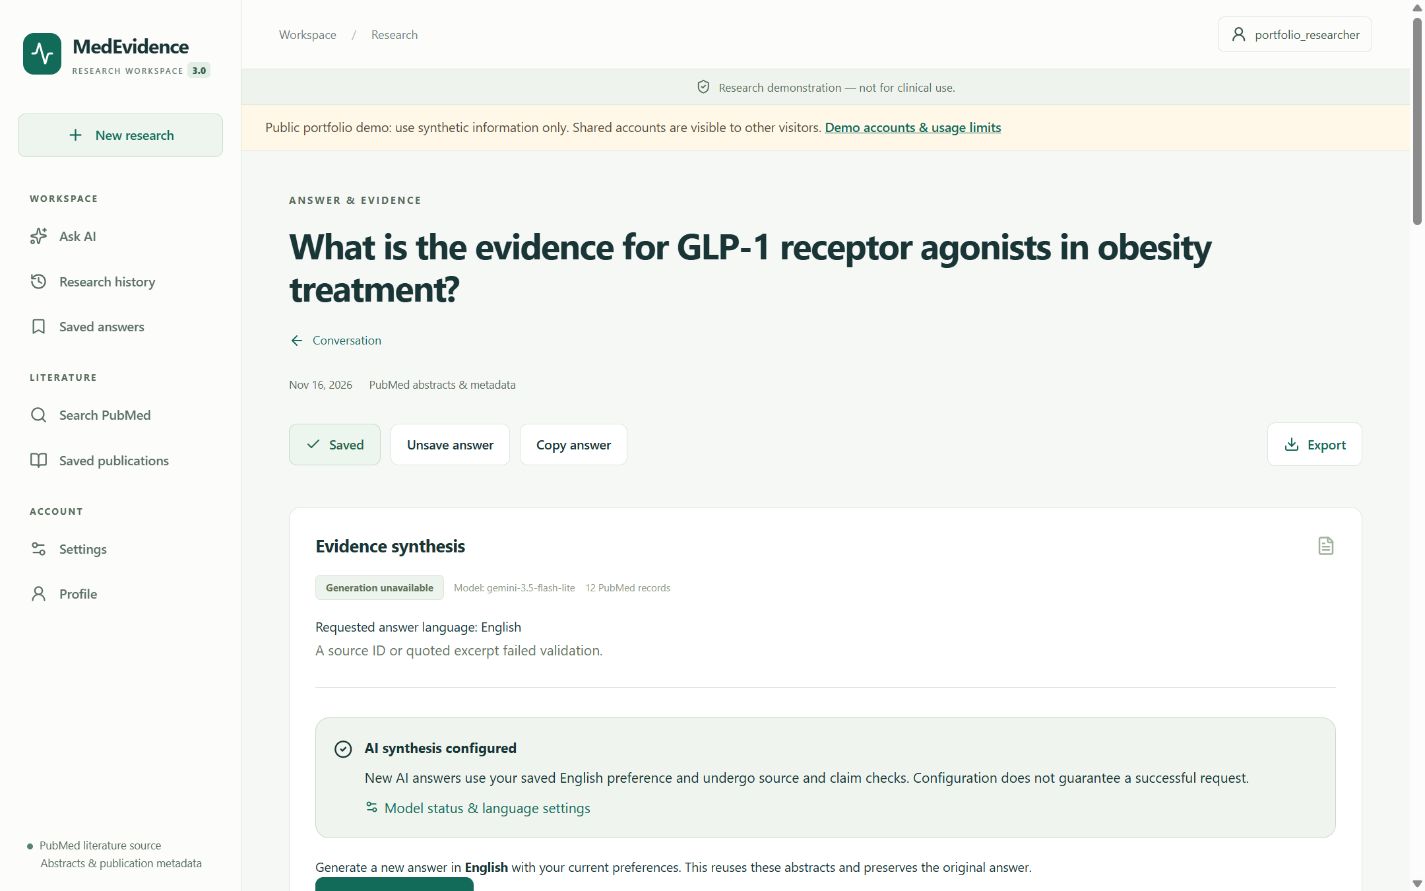 MedEvidence
RESEARCH WORKSPACE 3.0
New research
WORKSPACE
Ask AI
Research history
Saved answers
LITERATURE
Search PubMed
Saved publications
ACCOUNT
Settings
Profile
PubMed literature source
Abstracts & publication metadata
Workspace / Research
portfolio_researcher
Research demonstration — not for clinical use.
Public portfolio demo: use synthetic information only. Shared accounts are visible to other visitors. Demo accounts & usage limits
ANSWER & EVIDENCE
What is the evidence for GLP-1 receptor agonists in obesity
treatment?
Conversation
Nov 16, 2026 PubMed abstracts & metadata
Saved Unsave answer Copy answer Export
Evidence synthesis
Generation unavailable Model: gemini-3.5-flash-lite 12 PubMed records
Requested answer language: English
A source ID or quoted excerpt failed validation.
AI synthesis configured
New AI answers use your saved English preference and undergo source and claim checks. Configuration does not guarantee a successful request.
Model status & language settings
Generate a new answer in English with your current preferences. This reuses these abstracts and preserves the original answer.